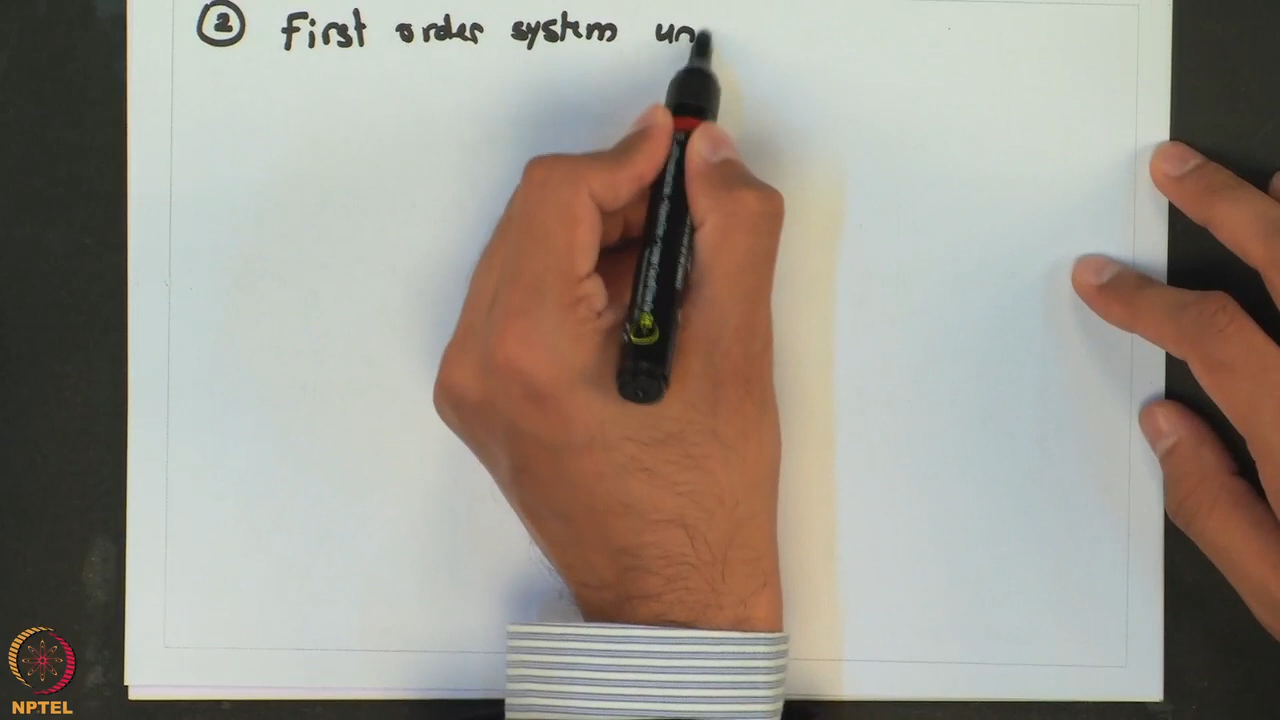 ② First order system un
NPTEL